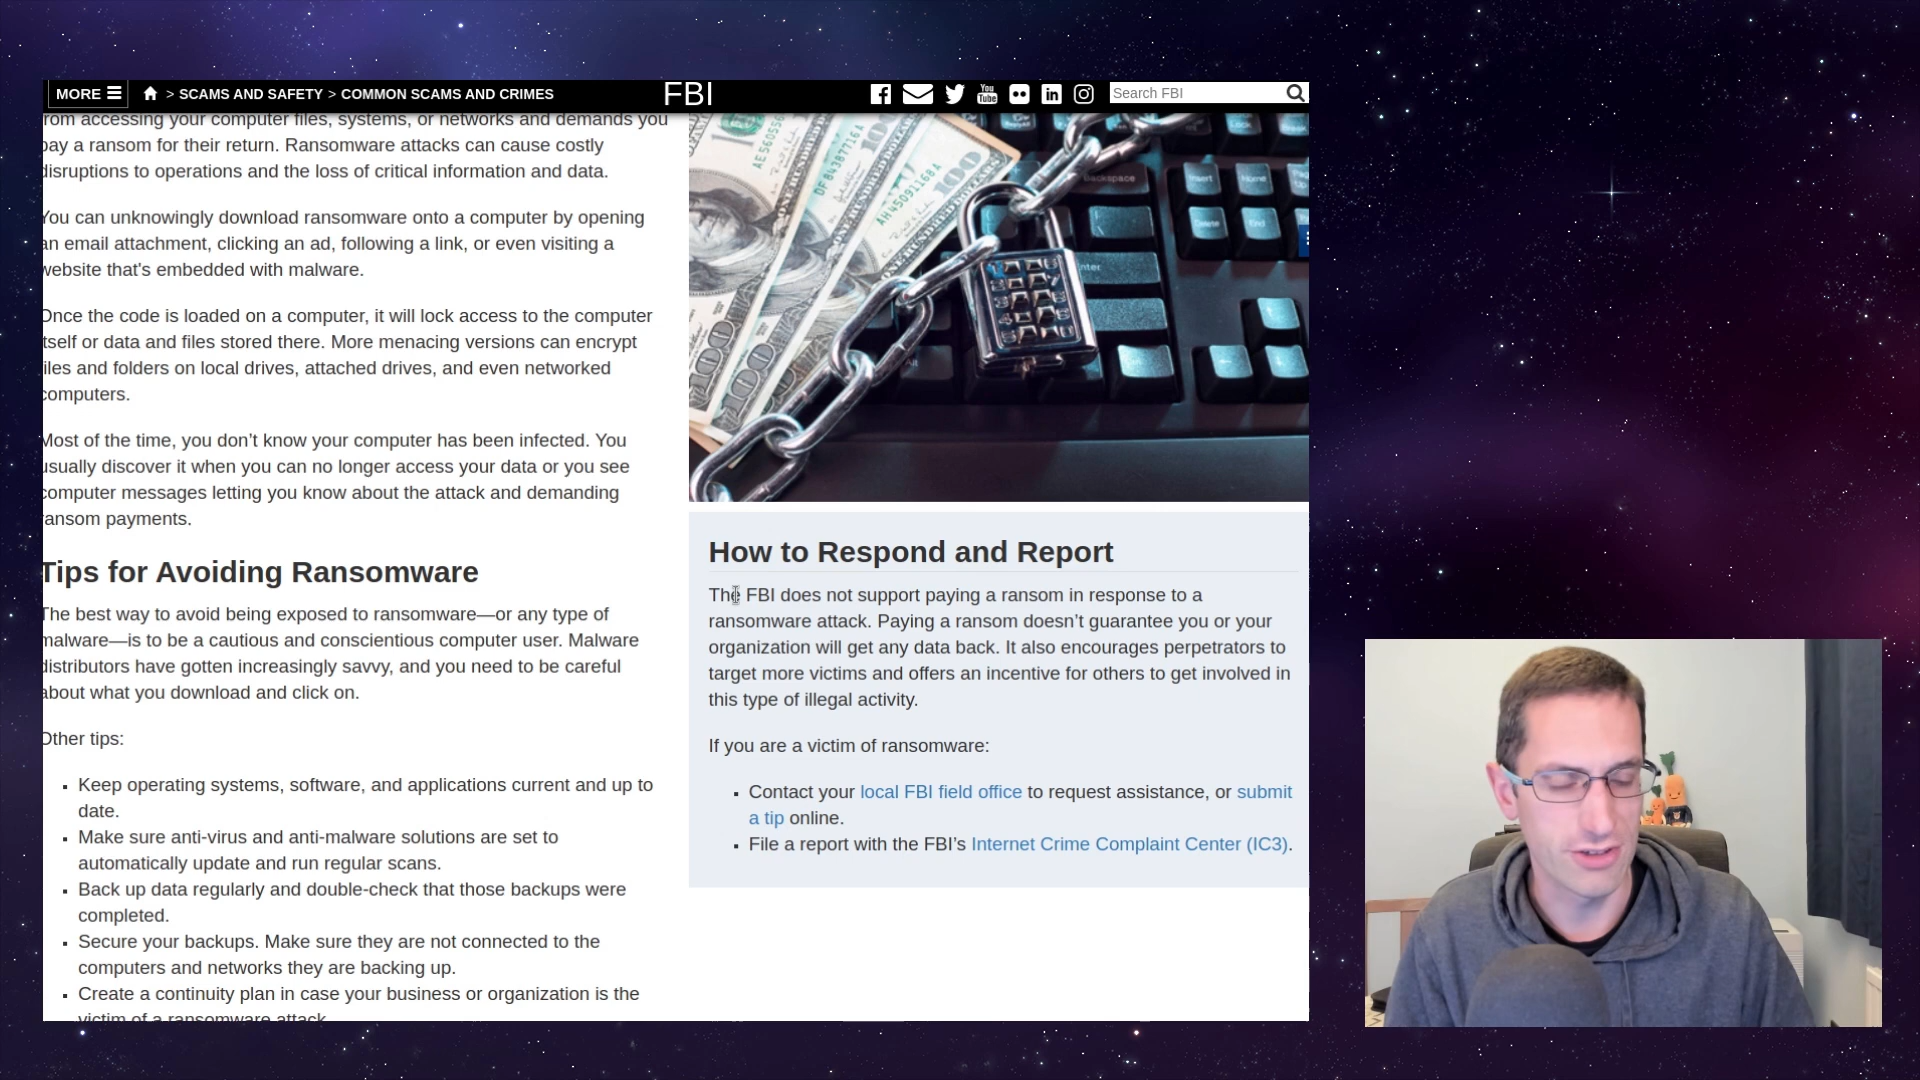 MORE
> SCAMS AND SAFETY > COMMON SCAMS AND CRIMES
FBI
You Tube
in
Search FBI
from accessing your computer files, systems, or networks and demands you
pay a ransom for their return. Ransomware attacks can cause costly
disruptions to operations and the loss of critical information and data.
You can unknowingly download ransomware onto a computer by opening
an email attachment, clicking an ad, following a link, or even visiting a
website that's embedded with malware.
Once the code is loaded on a computer, it will lock access to the computer
itself or data and files stored there. More menacing versions can encrypt
files and folders on local drives, attached drives, and even networked
computers.
Most of the time, you don’t know your computer has been infected. You
usually discover it when you can no longer access your data or you see
computer messages letting you know about the attack and demanding
ransom payments.
Tips for Avoiding Ransomware
The best way to avoid being exposed to ransomware—or any type of
malware—is to be a cautious and conscientious computer user. Malware
distributors have gotten increasingly savvy, and you need to be careful
about what you download and click on.
Other tips:
▪ Keep operating systems, software, and applications current and up to
date.
▪ Make sure anti-virus and anti-malware solutions are set to
automatically update and run regular scans.
▪ Back up data regularly and double-check that those backups were
completed.
▪ Secure your backups. Make sure they are not connected to the
computers and networks they are backing up.
▪ Create a continuity plan in case your business or organization is the
victim of a ransomware attack.
Backspace
Insert
Home
Delete
End
Enter
Alt
100
100
How to Respond and Report
The FBI does not support paying a ransom in response to a
ransomware attack. Paying a ransom doesn’t guarantee you or your
organization will get any data back. It also encourages perpetrators to
target more victims and offers an incentive for others to get involved in
this type of illegal activity.
If you are a victim of ransomware:
▪ Contact your local FBI field office to request assistance, or submit
a tip online.
▪ File a report with the FBI’s Internet Crime Complaint Center (IC3).